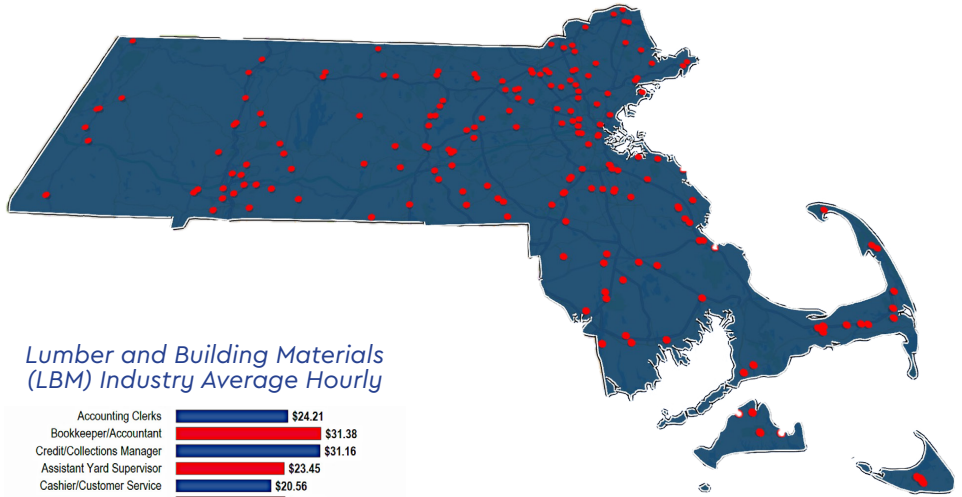 Lumber and Building Materials
(LBM) Industry Average Hourly
Accounting Clerks $24.21
Bookkeeper/Accountant $31.38
Credit/Collections Manager $31.16
Assistant Yard Supervisor $23.45
Cashier/Customer Service $20.56